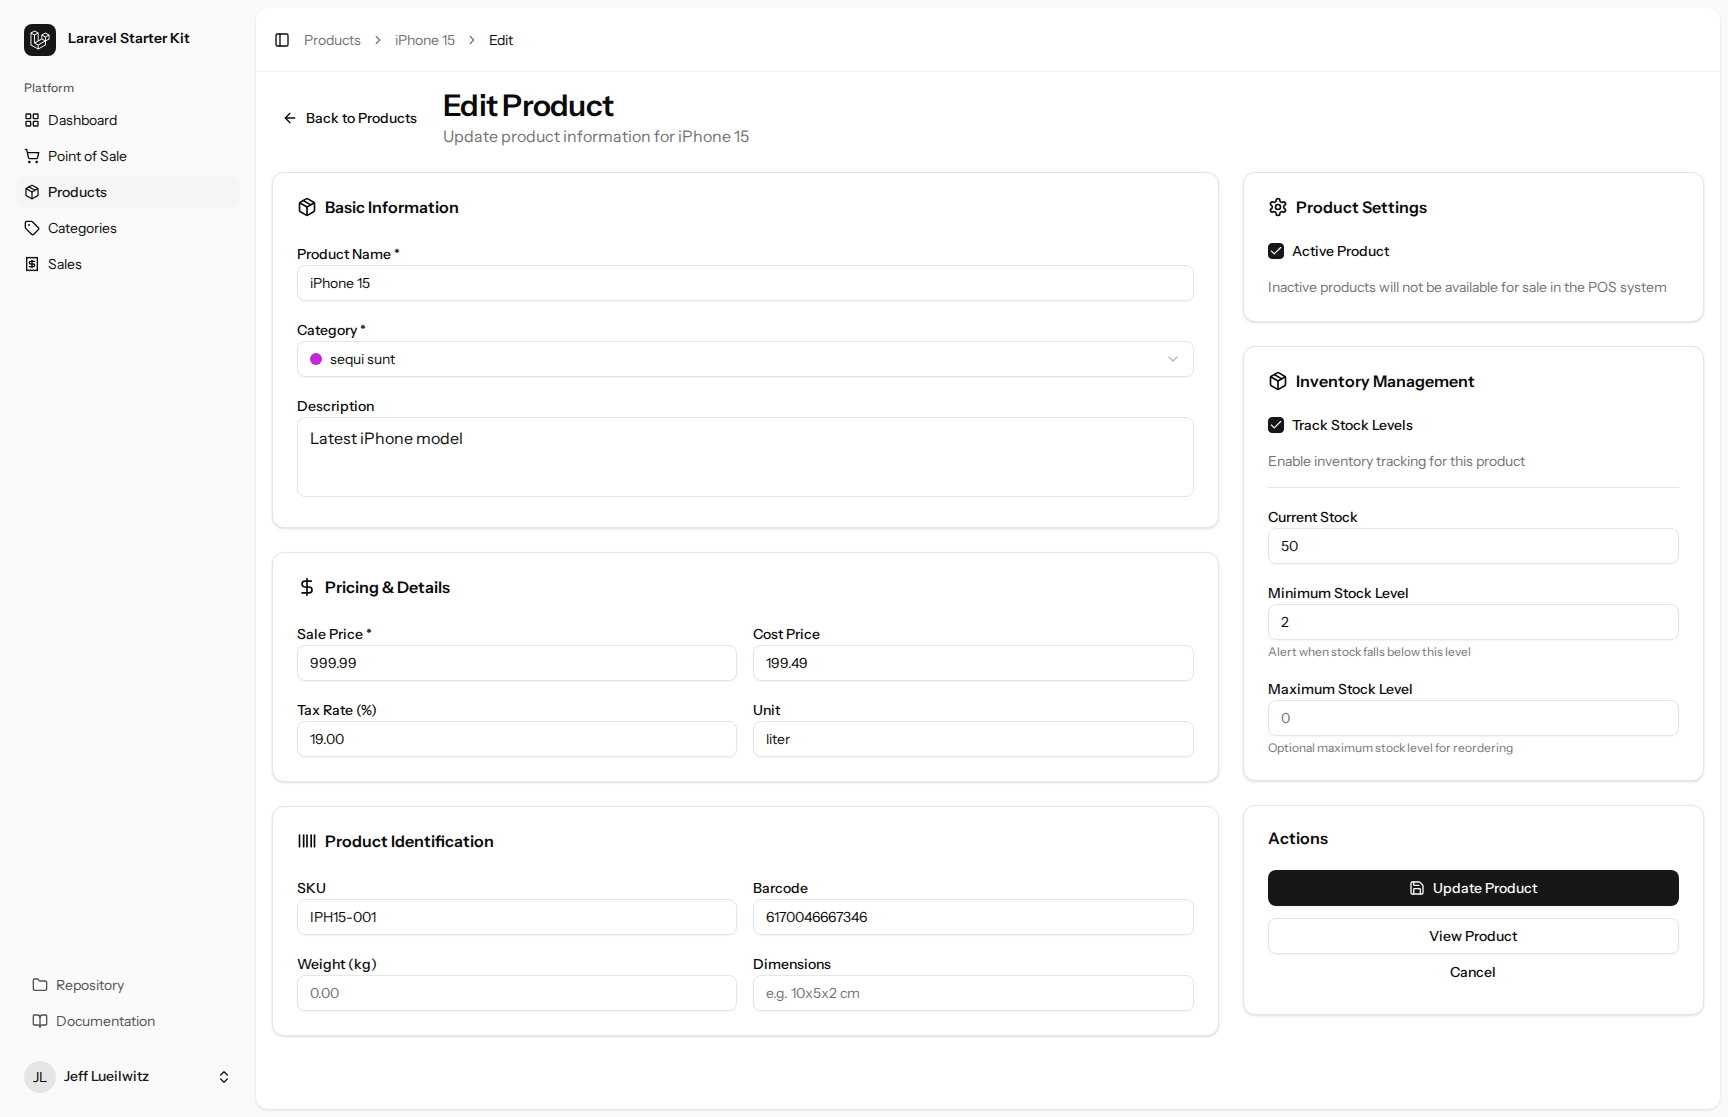 Laravel Starter Kit
Platform
Dashboard
Point of Sale
Products
Categories
Sales
Repository
Documentation
JL
Jeff Lueilwitz
Products
iPhone 15
Edit
Back to Products
Edit Product
Update product information for iPhone 15
Basic Information
Product Name *
iPhone 15
Category *
sequi sunt
Description
Latest iPhone model
Pricing & Details
Sale Price *
999.99
Cost Price
199.49
Tax Rate (%)
19.00
Unit
liter
Product Identification
SKU
IPH15-001
Barcode
6170046667346
Weight (kg)
0.00
Dimensions
e.g. 10x5x2 cm
Product Settings
Active Product
Inactive products will not be available for sale in the POS system
Inventory Management
Track Stock Levels
Enable inventory tracking for this product
Current Stock
50
Minimum Stock Level
2
Alert when stock falls below this level
Maximum Stock Level
0
Optional maximum stock level for reordering
Actions
Update Product
View Product
Cancel